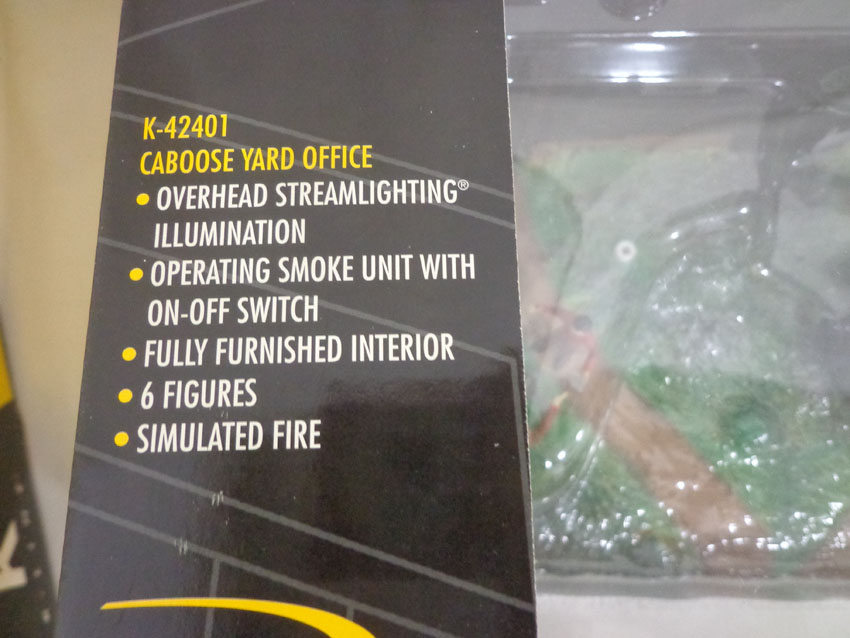 K-42401
CABOOSE YARD OFFICE
• OVERHEAD STREAMLIGHTING®
ILLUMINATION
• OPERATING SMOKE UNIT WITH
ON-OFF SWITCH
• FULLY FURNISHED INTERIOR
• 6 FIGURES
• SIMULATED FIRE